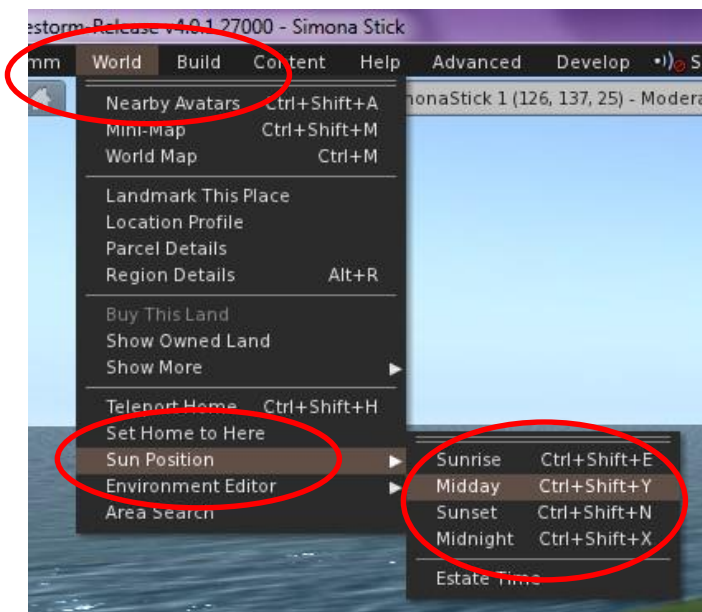 estorm-Release v4.0.1.27000 - Simona Stick
mm World Build Content Help Advanced Develop S
onaStick 1 (126, 137, 25) - Modera
Nearby Avatars Ctrl+Shift+A
Mini-Map Ctrl+Shift+M
World Map Ctrl+M
Landmark This Place
Location Profile
Parcel Details
Region Details Alt+R
Buy This Land
Show Owned Land
Show More
Teleport Home Ctrl+Shift+H
Set Home to Here
Sun Position
Environment Editor
Area Search
Sunrise Ctrl+Shift+E
Midday Ctrl+Shift+Y
Sunset Ctrl+Shift+N
Midnight Ctrl+Shift+X
Estate Time